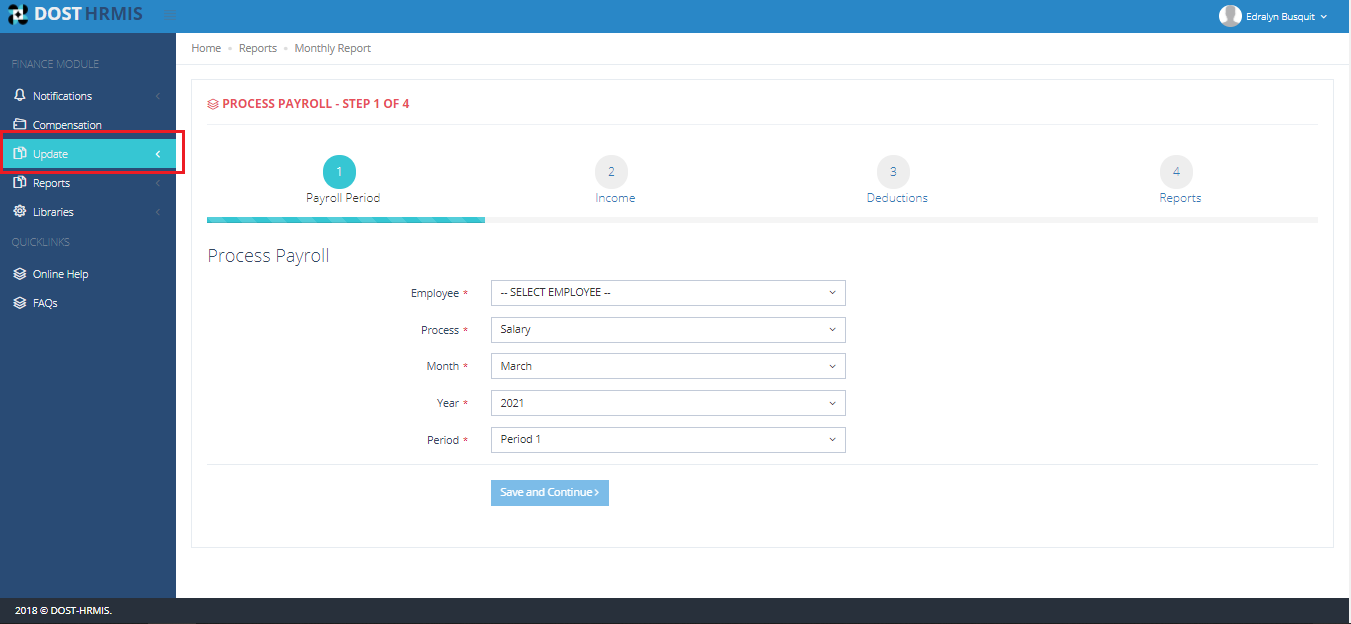 DOST HRMIS
Edralyn Busquit
Home • Reports • Monthly Report
FINANCE MODULE
Notifications
Compensation
Update
Reports
Libraries
QUICKLINKS
Online Help
FAQs
PROCESS PAYROLL - STEP 1 OF 4
1
Payroll Period
2
Income
3
Deductions
4
Reports
Process Payroll
Employee * -- SELECT EMPLOYEE --
Process * Salary
Month * March
Year * 2021
Period * Period 1
Save and Continue >
2018 © DOST-HRMIS.